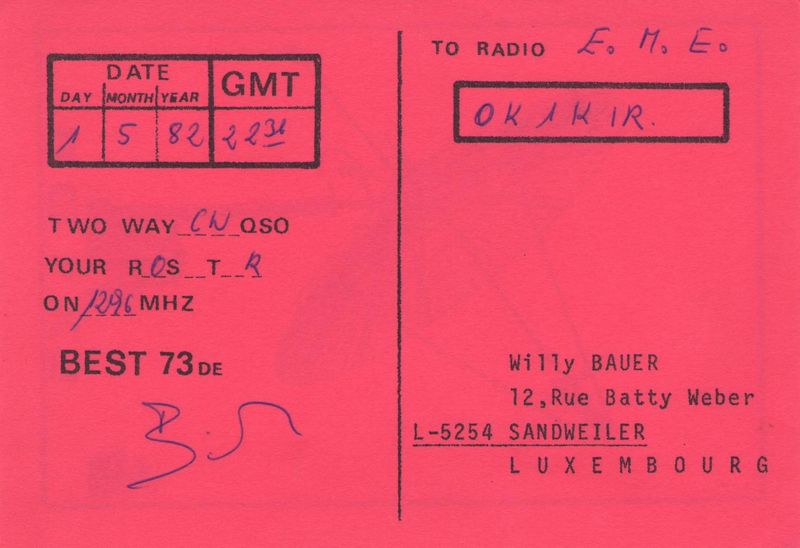 DATE GMT
DAY MONTH YEAR
1 5 82 2231
TWO WAY CW QSO
YOUR R O S T R
ON 1296 MHZ
BEST 73 DE
TO RADIO E. M. E.
OK1KIR.
Willy BAUER
12,Rue Batty Weber
L-5254 SANDWEILER
LUXEMBOURG